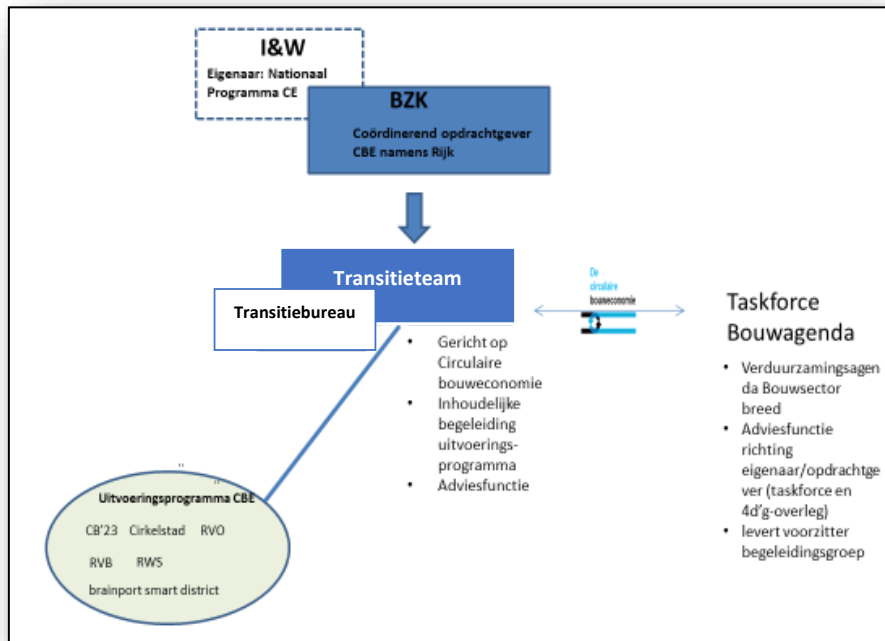 I&W
Eigenaar: Nationaal
Programma CE
BZK
Coördinerend opdrachtgever
CBE namens Rijk
Transitieteam
Transitiebureau
• Gericht op
Circulaire
bouweconomie
• Inhoudelijke
begeleiding
uitvoerings-
programma
• Adviesfunctie
De
circulaire
bouweconomie
Taskforce
Bouwagenda
• Verduurzamingsagen
da Bouwsector
breed
• Adviesfunctie
richting
eigenaar/opdrachtge
ver (taskforce en
4d'g-overleg)
• levert voorzitter
begeleidingsgroep
"
"
Uitvoeringsprogramma CBE
CB'23 Cirkelstad RVO
RVB RWS
brainport smart district